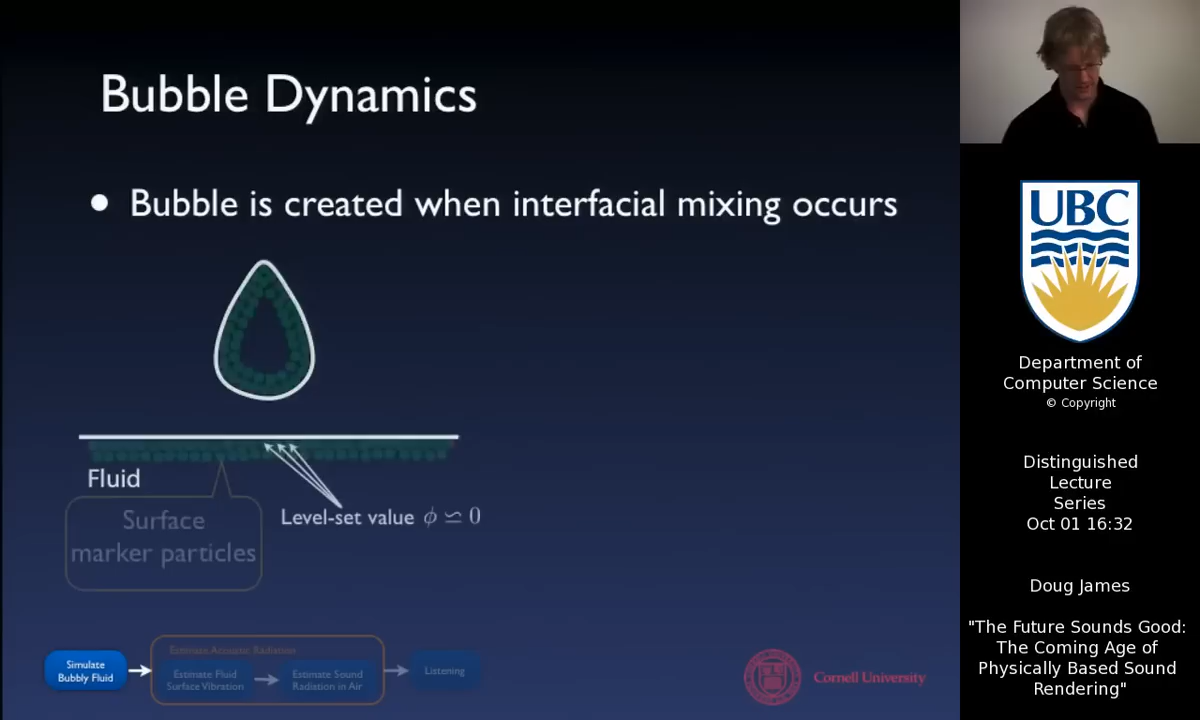 Bubble Dynamics
• Bubble is created when interfacial mixing occurs
Fluid
Surface
marker particles
Level-set value ϕ ≃ 0
Simulate
Bubbly Fluid
Estimate Acoustic Radiation
Estimate Fluid
Surface Vibration
Estimate Sound
Radiation in Air
Listening
Cornell University
UBC
Department of
Computer Science
© Copyright
Distinguished
Lecture
Series
Oct 01 16:32
Doug James
"The Future Sounds Good:
The Coming Age of
Physically Based Sound
Rendering"